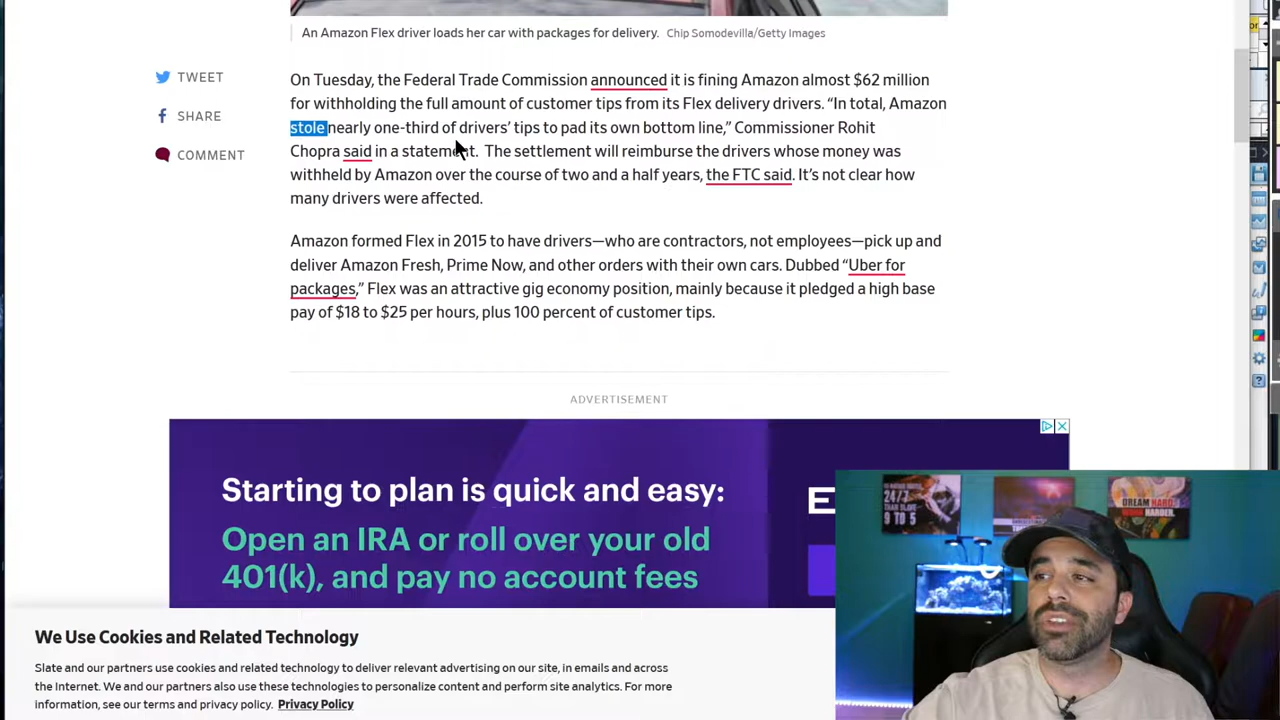 An Amazon Flex driver loads her car with packages for delivery. Chip Somodevilla/Getty Images
TWEET
SHARE
COMMENT
On Tuesday, the Federal Trade Commission announced it is fining Amazon almost $62 million
for withholding the full amount of customer tips from its Flex delivery drivers. “In total, Amazon
stole nearly one-third of drivers’ tips to pad its own bottom line,” Commissioner Rohit
Chopra said in a statement. The settlement will reimburse the drivers whose money was
withheld by Amazon over the course of two and a half years, the FTC said. It’s not clear how
many drivers were affected.
Amazon formed Flex in 2015 to have drivers—who are contractors, not employees—pick up and
deliver Amazon Fresh, Prime Now, and other orders with their own cars. Dubbed “Uber for
packages,” Flex was an attractive gig economy position, mainly because it pledged a high base
pay of $18 to $25 per hours, plus 100 percent of customer tips.
ADVERTISEMENT
Starting to plan is quick and easy:
Open an IRA or roll over your old
401(k), and pay no account fees
E
24/7
9 TO 5
DREAM HARD
WORK HARDER.
We Use Cookies and Related Technology
Slate and our partners use cookies and related technology to deliver relevant advertising on our site, in emails and across
the Internet. We and our partners also use these technologies to personalize content and perform site analytics. For more
information, see our terms and privacy policy. Privacy Policy